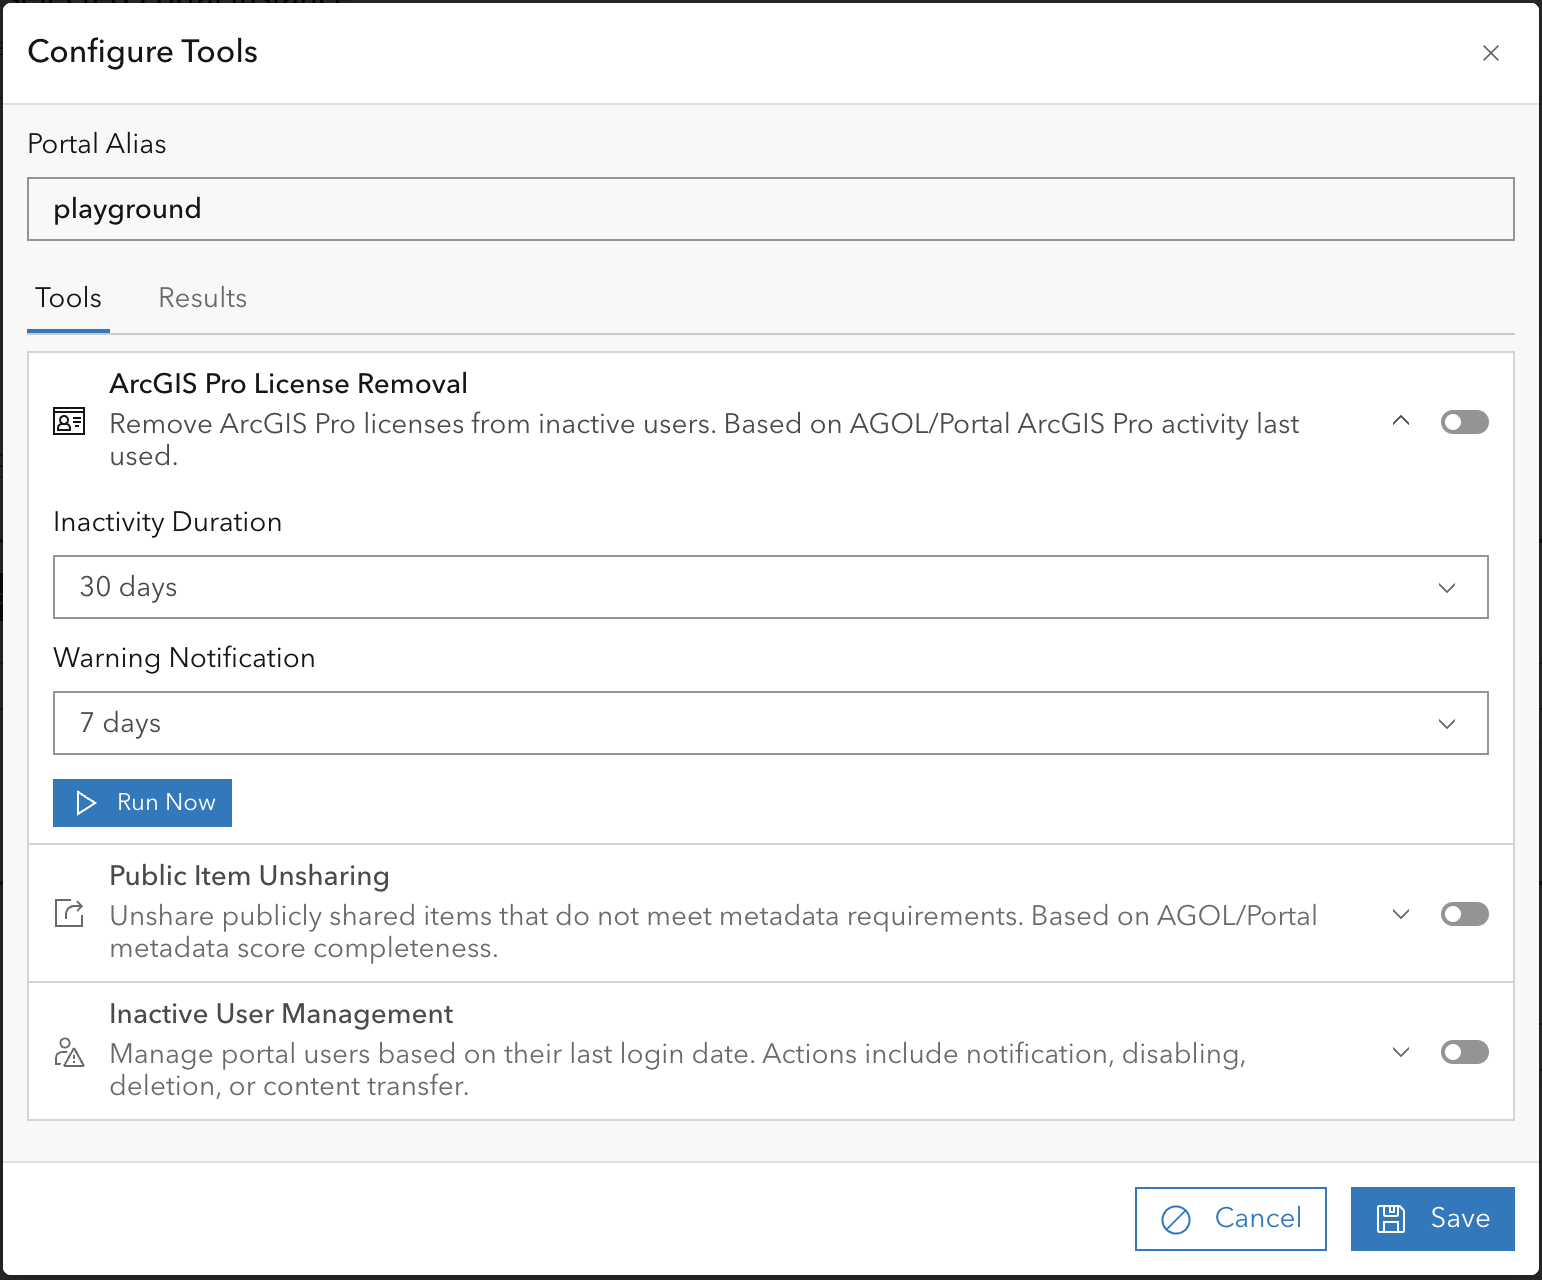 Configure Tools
Portal Alias
playground
Tools Results
ArcGIS Pro License Removal
Remove ArcGIS Pro licenses from inactive users. Based on AGOL/Portal ArcGIS Pro activity last
used.
Inactivity Duration
30 days
Warning Notification
7 days
Run Now
Public Item Unsharing
Unshare publicly shared items that do not meet metadata requirements. Based on AGOL/Portal
metadata score completeness.
Inactive User Management
Manage portal users based on their last login date. Actions include notification, disabling,
deletion, or content transfer.
Cancel Save